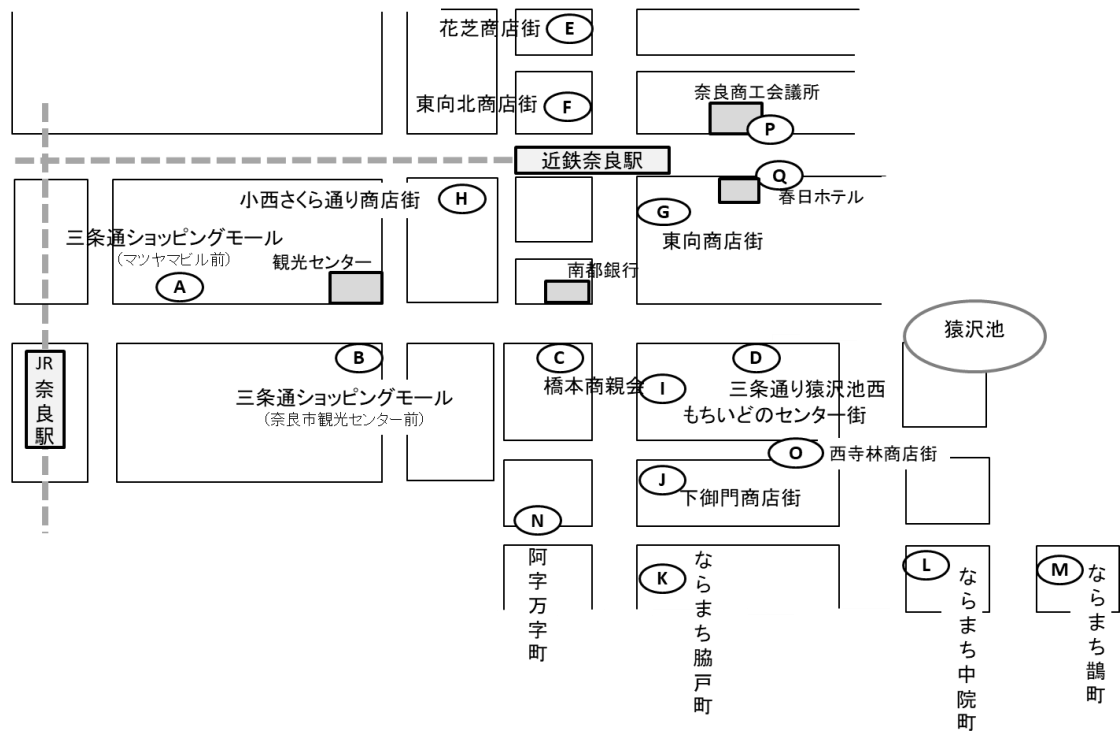 花芝商店街
E
東向北商店街
F
奈良商工会議所
P
近鉄奈良駅
小西さくら通り商店街
H
Q
春日ホテル
G
東向商店街
三条通ショッピングモール
(マツヤマビル前)
A
観光センター
南都銀行
猿沢池
JR
奈良駅
B
三条通ショッピングモール
(奈良市観光センター前)
C
橋本商親会
D
三条通り猿沢池西
I
もちいどのセンター街
O
西寺林商店街
J
下御門商店街
N
阿字万字町
K
ならまち脇戸町
L
ならまち中院町
M
ならまち鵲町